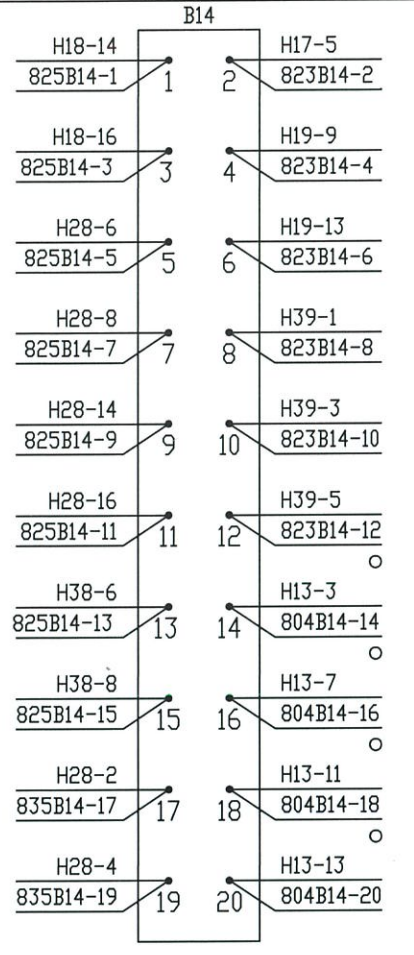 B14
H18-14 H17-5
825B14-1 1 2 823B14-2
H18-16 H19-9
825B14-3 3 4 823B14-4
H28-6 H19-13
825B14-5 5 6 823B14-6
H28-8 H39-1
825B14-7 7 8 823B14-8
H28-14 H39-3
825B14-9 9 10 823B14-10
H28-16 H39-5
825B14-11 11 12 823B14-12
H38-6 H13-3
825B14-13 13 14 804B14-14
H38-8 H13-7
825B14-15 15 16 804B14-16
H28-2 H13-11
835B14-17 17 18 804B14-18
H28-4 H13-13
835B14-19 19 20 804B14-20